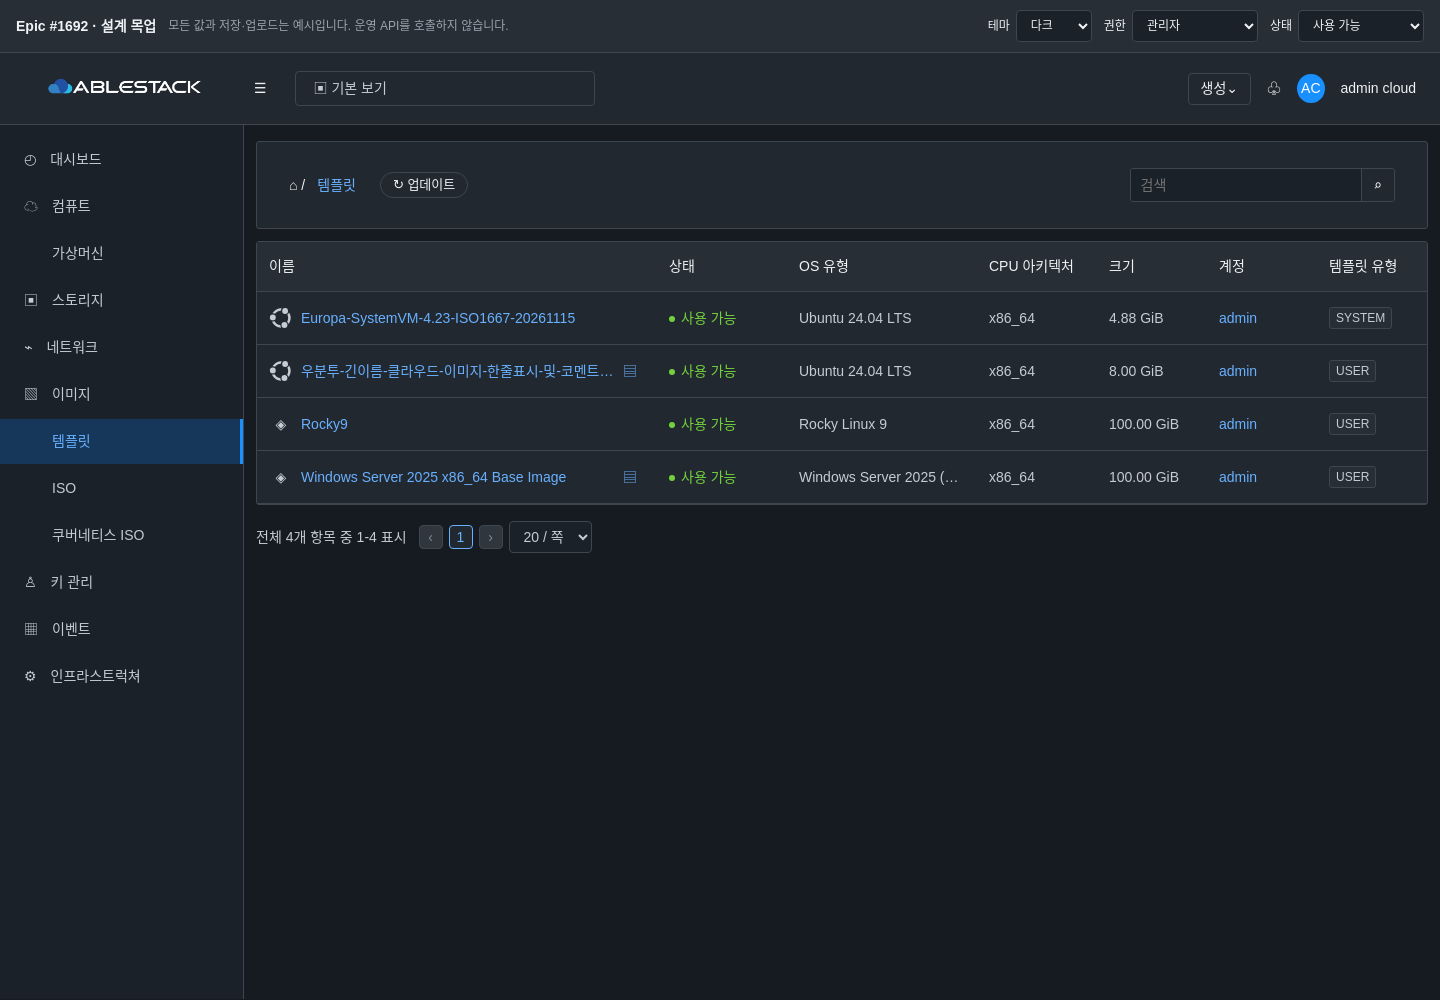 Epic #1692 · 설계 목업 모든 값과 저장·업로드는 예시입니다. 운영 API를 호출하지 않습니다. 테마 다크 권한 관리자 상태 사용 가능
ABLESTACK 기본 보기 생성 AC admin cloud
대시보드
컴퓨트
가상머신
스토리지
네트워크
이미지
템플릿
ISO
쿠버네티스 ISO
키 관리
이벤트
인프라스트럭쳐
/ 템플릿 ↻ 업데이트 검색
이름 상태 OS 유형 CPU 아키텍처 크기 계정 템플릿 유형
Europa-SystemVM-4.23-ISO1667-20261115 사용 가능 Ubuntu 24.04 LTS x86_64 4.88 GiB admin SYSTEM
우분투-긴이름-클라우드-이미지-한줄표시-및-코멘트… 사용 가능 Ubuntu 24.04 LTS x86_64 8.00 GiB admin USER
Rocky9 사용 가능 Rocky Linux 9 x86_64 100.00 GiB admin USER
Windows Server 2025 x86_64 Base Image 사용 가능 Windows Server 2025 (… x86_64 100.00 GiB admin USER
전체 4개 항목 중 1-4 표시 ‹ 1 › 20 / 쪽